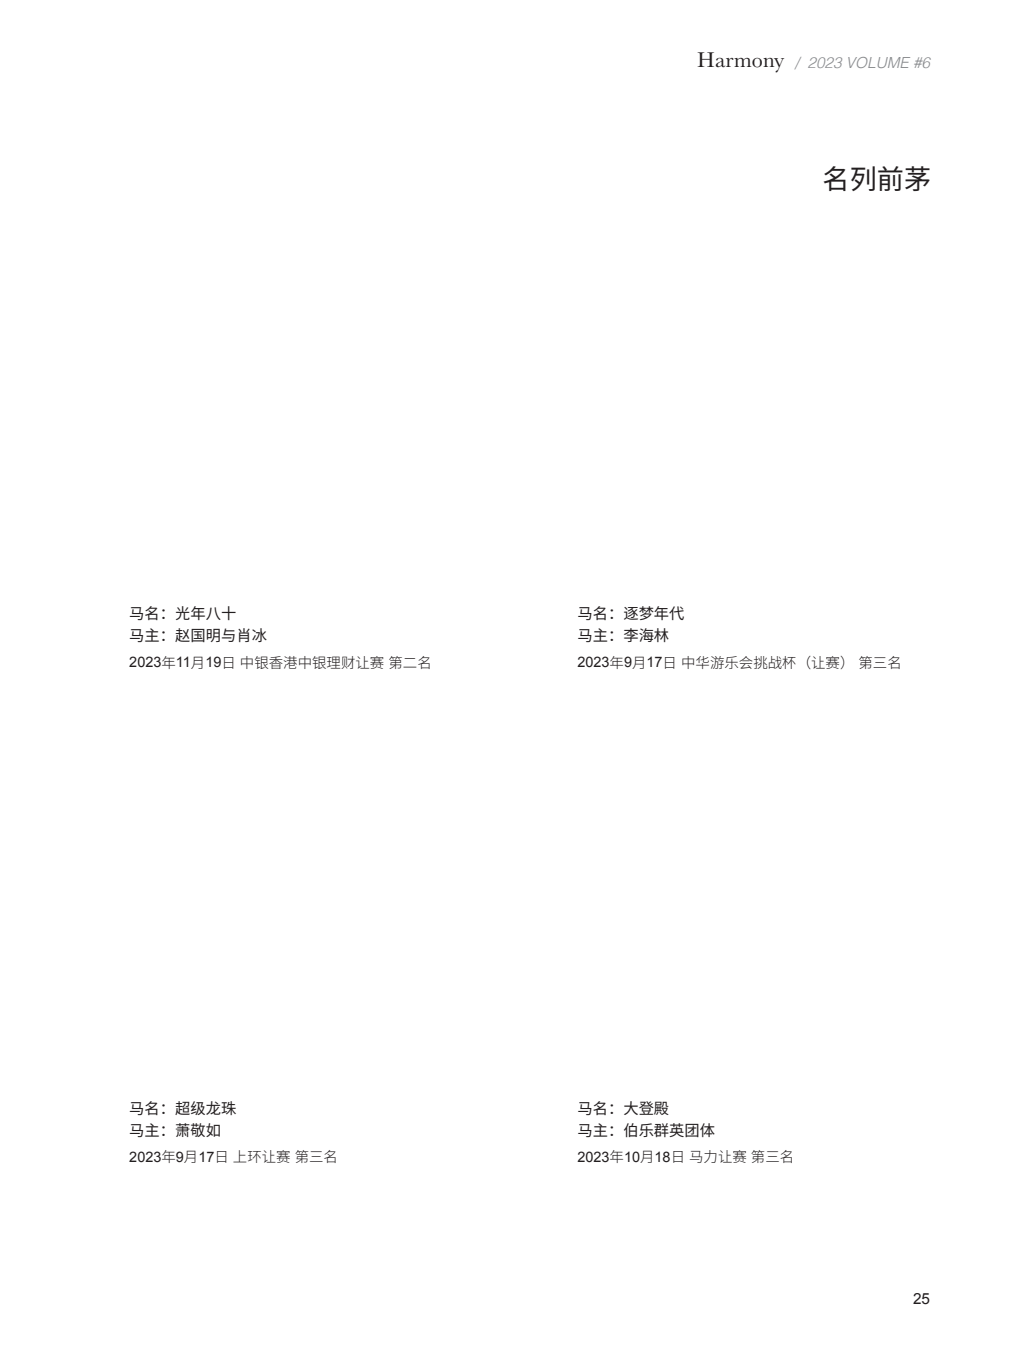 Harmony / 2023 VOLUME #6
名列前茅
马名：光年八十
马主：赵国明与肖冰
2023年11月19日 中银香港中银理财让赛 第二名
马名：逐梦年代
马主：李海林
2023年9月17日 中华游乐会挑战杯（让赛） 第三名
马名：超级龙珠
马主：萧敬如
2023年9月17日 上环让赛 第三名
马名：大登殿
马主：伯乐群英团体
2023年10月18日 马力让赛 第三名
25